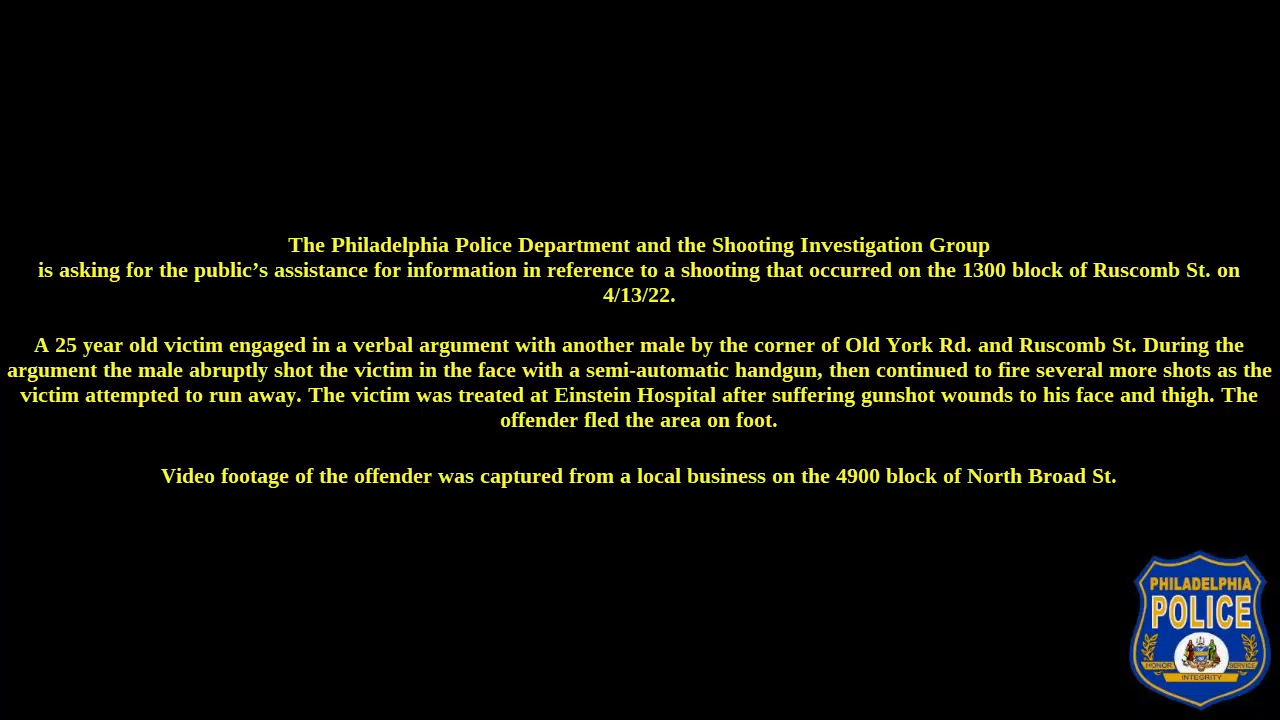 The Philadelphia Police Department and the Shooting Investigation Group
is asking for the public’s assistance for information in reference to a shooting that occurred on the 1300 block of Ruscomb St. on
4/13/22.
A 25 year old victim engaged in a verbal argument with another male by the corner of Old York Rd. and Ruscomb St. During the
argument the male abruptly shot the victim in the face with a semi-automatic handgun, then continued to fire several more shots as the
victim attempted to run away. The victim was treated at Einstein Hospital after suffering gunshot wounds to his face and thigh. The
offender fled the area on foot.
Video footage of the offender was captured from a local business on the 4900 block of North Broad St.
PHILADELPHIA
POLICE
HONOR
SERVICE
INTEGRITY